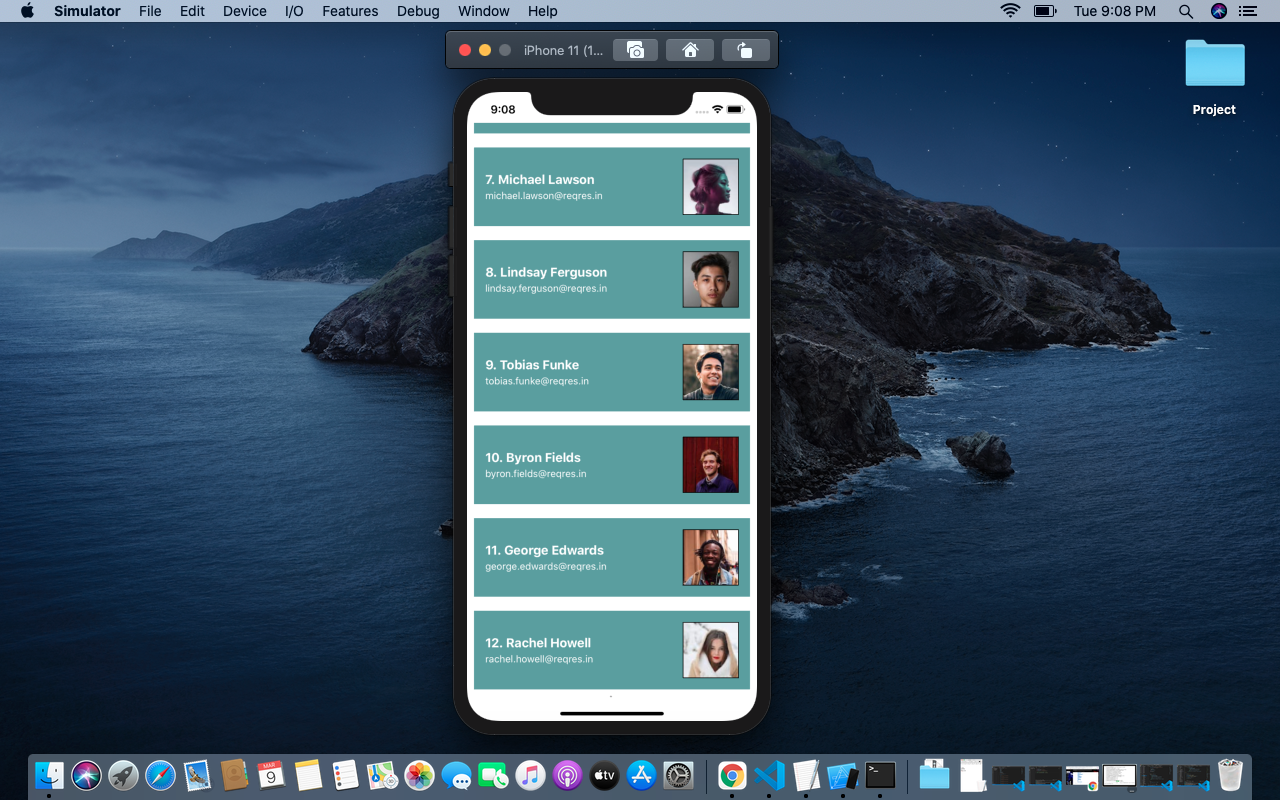 Simulator File Edit Device I/O Features Debug Window Help Tue 9:08 PM
iPhone 11 (1...
Project
9:08
7. Michael Lawson
michael.lawson@reqres.in
8. Lindsay Ferguson
lindsay.ferguson@reqres.in
9. Tobias Funke
tobias.funke@reqres.in
10. Byron Fields
byron.fields@reqres.in
11. George Edwards
george.edwards@reqres.in
12. Rachel Howell
rachel.howell@reqres.in
MAR
9
tv
>_